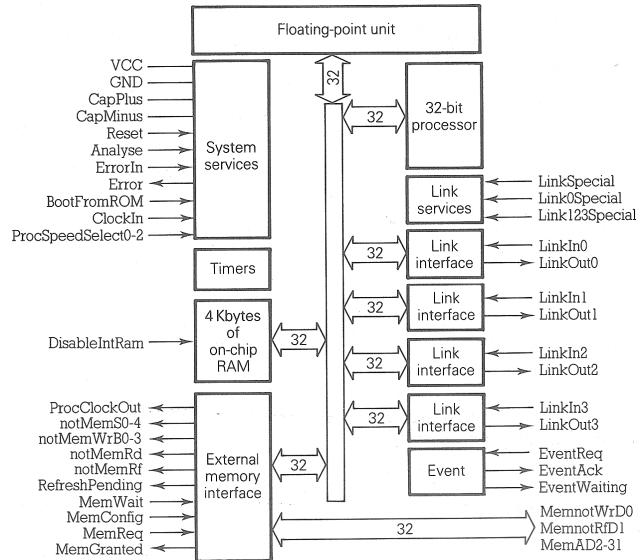 Floating-point unit
32
VCC
GND
CapPlus
CapMinus
Reset
Analyse
ErrorIn
Error
BootFromROM
ClockIn
ProcSpeedSelect0-2
System
services
32
32-bit
processor
Link
services
LinkSpecial
Link0Special
Link123Special
Timers
32
Link
interface
LinkIn0
LinkOut0
DisableIntRam
4 Kbytes
of
on-chip
RAM
32
32
Link
interface
LinkIn1
LinkOut1
32
Link
interface
LinkIn2
LinkOut2
32
Link
interface
LinkIn3
LinkOut3
ProcClockOut
notMemS0-4
notMemWrB0-3
notMemRd
notMemRf
RefreshPending
MemWait
MemConfig
MemReq
MemGranted
External
memory
interface
32
Event
EventReq
EventAck
EventWaiting
32
MemnotWrD0
MemnotRfD1
MemAD2-31